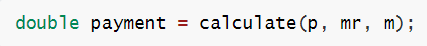 double payment = calculate(p, mr, m);